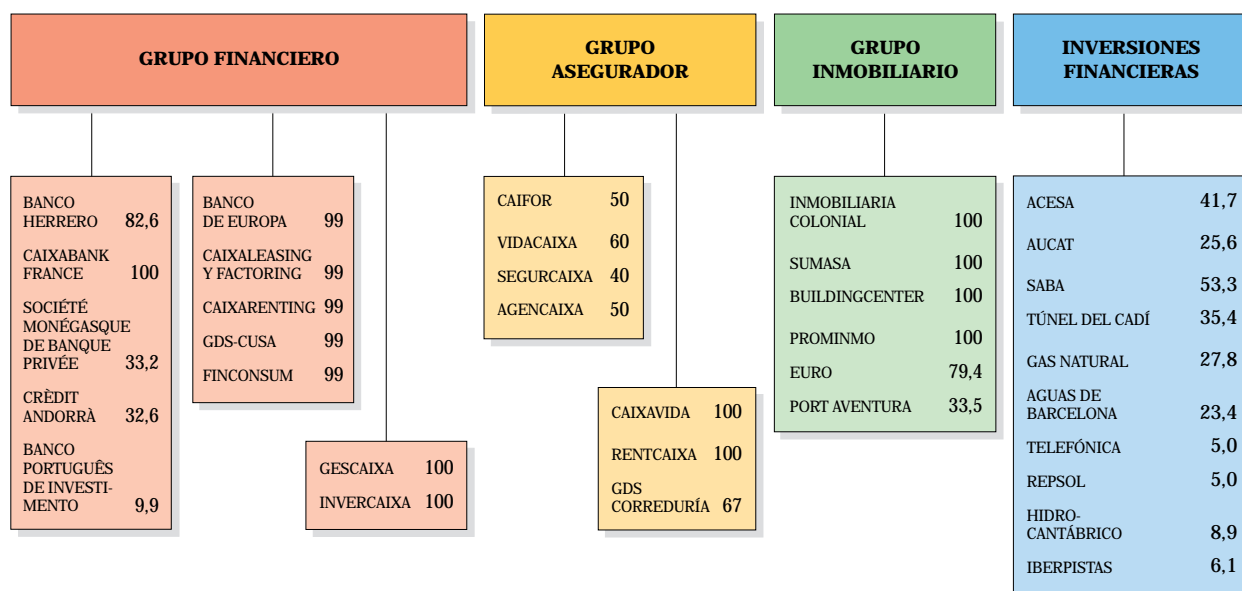 GRUPO FINANCIERO
BANCO
HERRERO 82,6
CAIXABANK
FRANCE 100
SOCIÉTÉ
MONÉGASQUE
DE BANQUE
PRIVÉE 33,2
CRÈDIT
ANDORRÀ 32,6
BANCO
PORTUGUÊS
DE INVESTI-
MENTO 9,9
BANCO
DE EUROPA 99
CAIXALEASING
Y FACTORING 99
CAIXARENTING 99
GDS-CUSA 99
FINCONSUM 99
GESCAIXA 100
INVERCAIXA 100
GRUPO
ASEGURADOR
CAIFOR 50
VIDACAIXA 60
SEGURCAIXA 40
AGENCAIXA 50
CAIXAVIDA 100
RENTCAIXA 100
GDS
CORREDURÍA 67
GRUPO
INMOBILIARIO
INMOBILIARIA
COLONIAL 100
SUMASA 100
BUILDINGCENTER 100
PROMINMO 100
EURO 79,4
PORT AVENTURA 33,5
INVERSIONES
FINANCIERAS
ACESA 41,7
AUCAT 25,6
SABA 53,3
TÚNEL DEL CADÍ 35,4
GAS NATURAL 27,8
AGUAS DE
BARCELONA 23,4
TELEFÓNICA 5,0
REPSOL 5,0
HIDRO-
CANTÁBRICO 8,9
IBERPISTAS 6,1